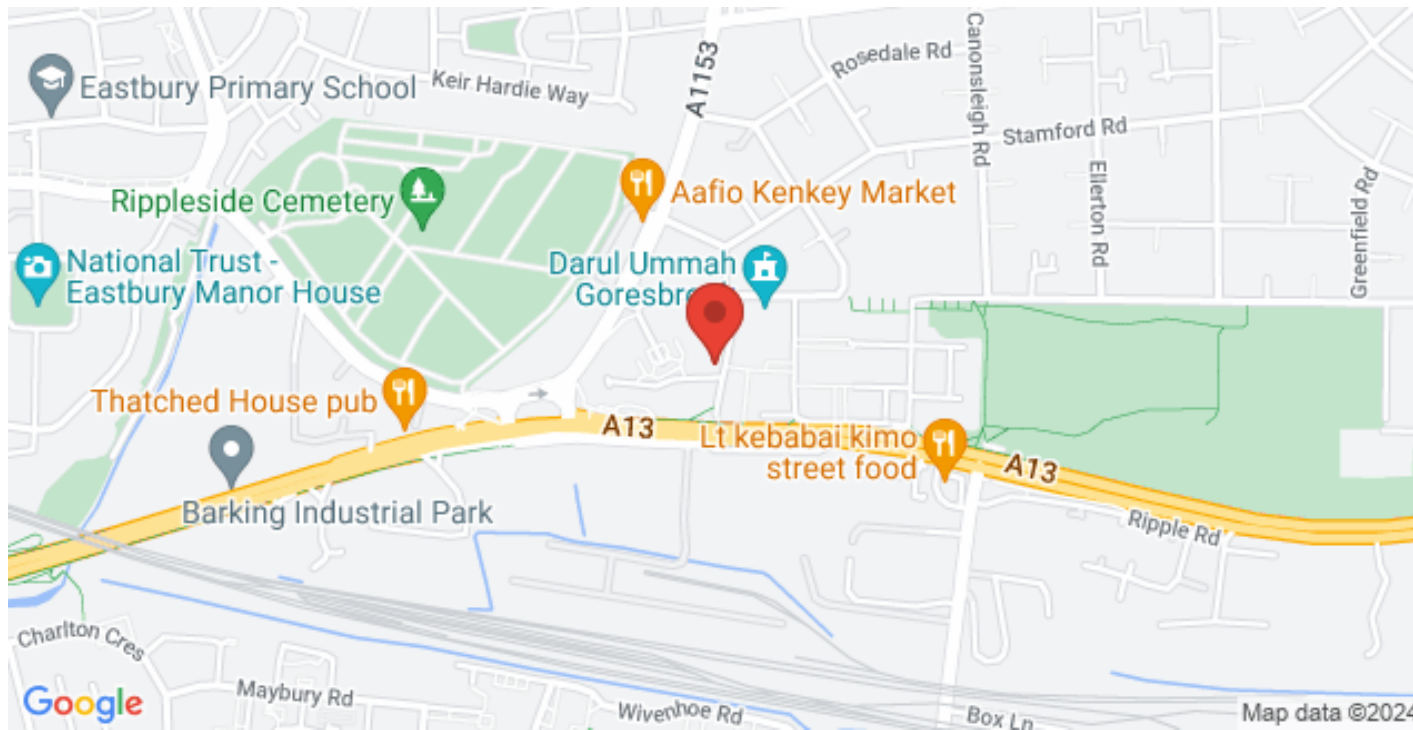 Eastbury Primary School
Keir Hardie Way
A1153
Rosedale Rd
Canonsleigh Rd
Stamford Rd
Ellerton Rd
Greenfield Rd
Rippleside Cemetery
Aafio Kenkey Market
National Trust -
Eastbury Manor House
Darul Ummah
Thatched House pub
A13
Lt kebabai kimo
street food
A13
Barking Industrial Park
Ripple Rd
Charlton Cres
Maybury Rd
Wivenhoe Rd
Box Ln
Google
Map data ©2024